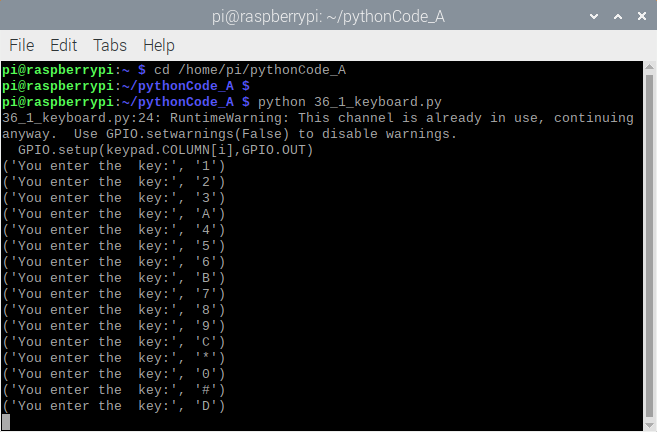 pi@raspberrypi: ~/pythonCode_A
File Edit Tabs Help
pi@raspberrypi:~ $ cd /home/pi/pythonCode_A
pi@raspberrypi:~/pythonCode_A $
pi@raspberrypi:~/pythonCode_A $ python 36_1_keyboard.py
36_1_keyboard.py:24: RuntimeWarning: This channel is already in use, continuing
anyway.  Use GPIO.setwarnings(False) to disable warnings.
  GPIO.setup(keypad.COLUMN[i],GPIO.OUT)
('You enter the  key:', '1')
('You enter the  key:', '2')
('You enter the  key:', '3')
('You enter the  key:', 'A')
('You enter the  key:', '4')
('You enter the  key:', '5')
('You enter the  key:', '6')
('You enter the  key:', 'B')
('You enter the  key:', '7')
('You enter the  key:', '8')
('You enter the  key:', '9')
('You enter the  key:', 'C')
('You enter the  key:', '*')
('You enter the  key:', '0')
('You enter the  key:', '#')
('You enter the  key:', 'D')